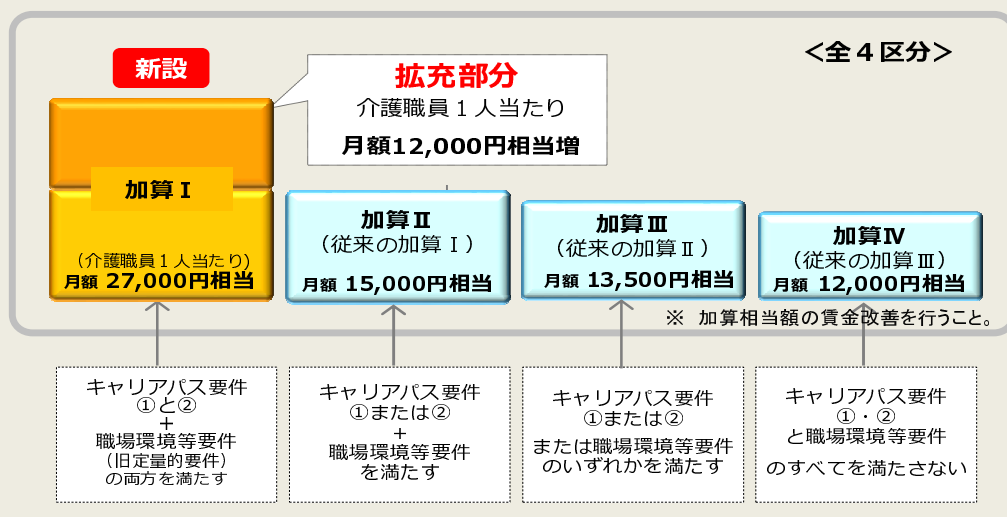 ＜全４区分＞
新設
拡充部分
介護職員１人当たり
月額12,000円相当増
加算Ⅰ
（介護職員１人当たり）
月額 27,000円相当
加算Ⅱ
（従来の加算Ⅰ）
月額 15,000円相当
加算Ⅲ
（従来の加算Ⅱ）
月額 13,500円相当
加算Ⅳ
（従来の加算Ⅲ）
月額 12,000円相当
※ 加算相当額の賃金改善を行うこと。
キャリアパス要件
①と②
+
職場環境等要件
（旧定量的要件）
の両方を満たす
キャリアパス要件
①または②
+
職場環境等要件
を満たす
キャリアパス要件
①または②
または職場環境等要件
のいずれかを満たす
キャリアパス要件
①・②
と職場環境等要件
のすべてを満たさない